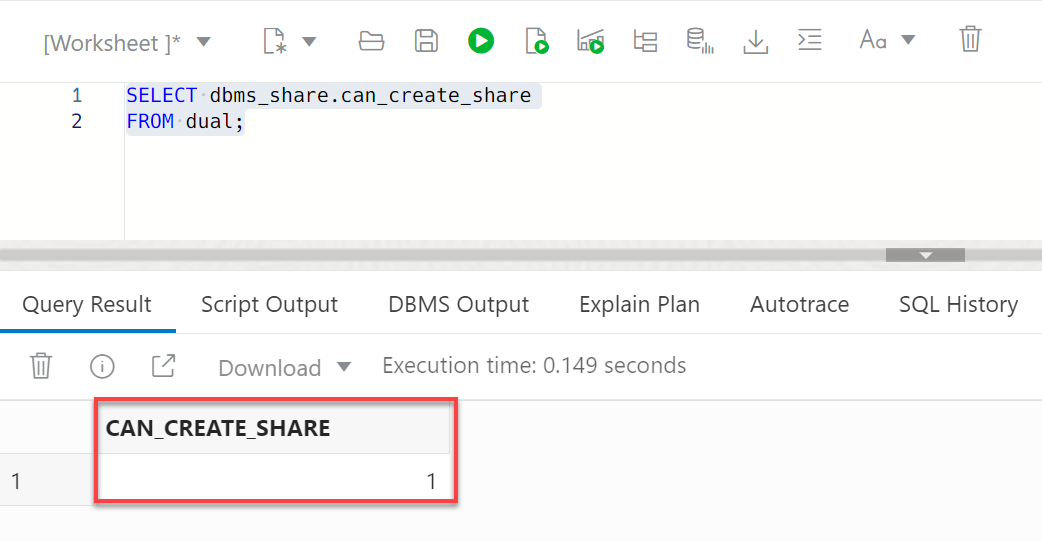 [Worksheet ]*
Aa
1 SELECT dbms_share.can_create_share
2 FROM dual;
Query Result Script Output DBMS Output Explain Plan Autotrace SQL History
Download Execution time: 0.149 seconds
CAN_CREATE_SHARE
1 1